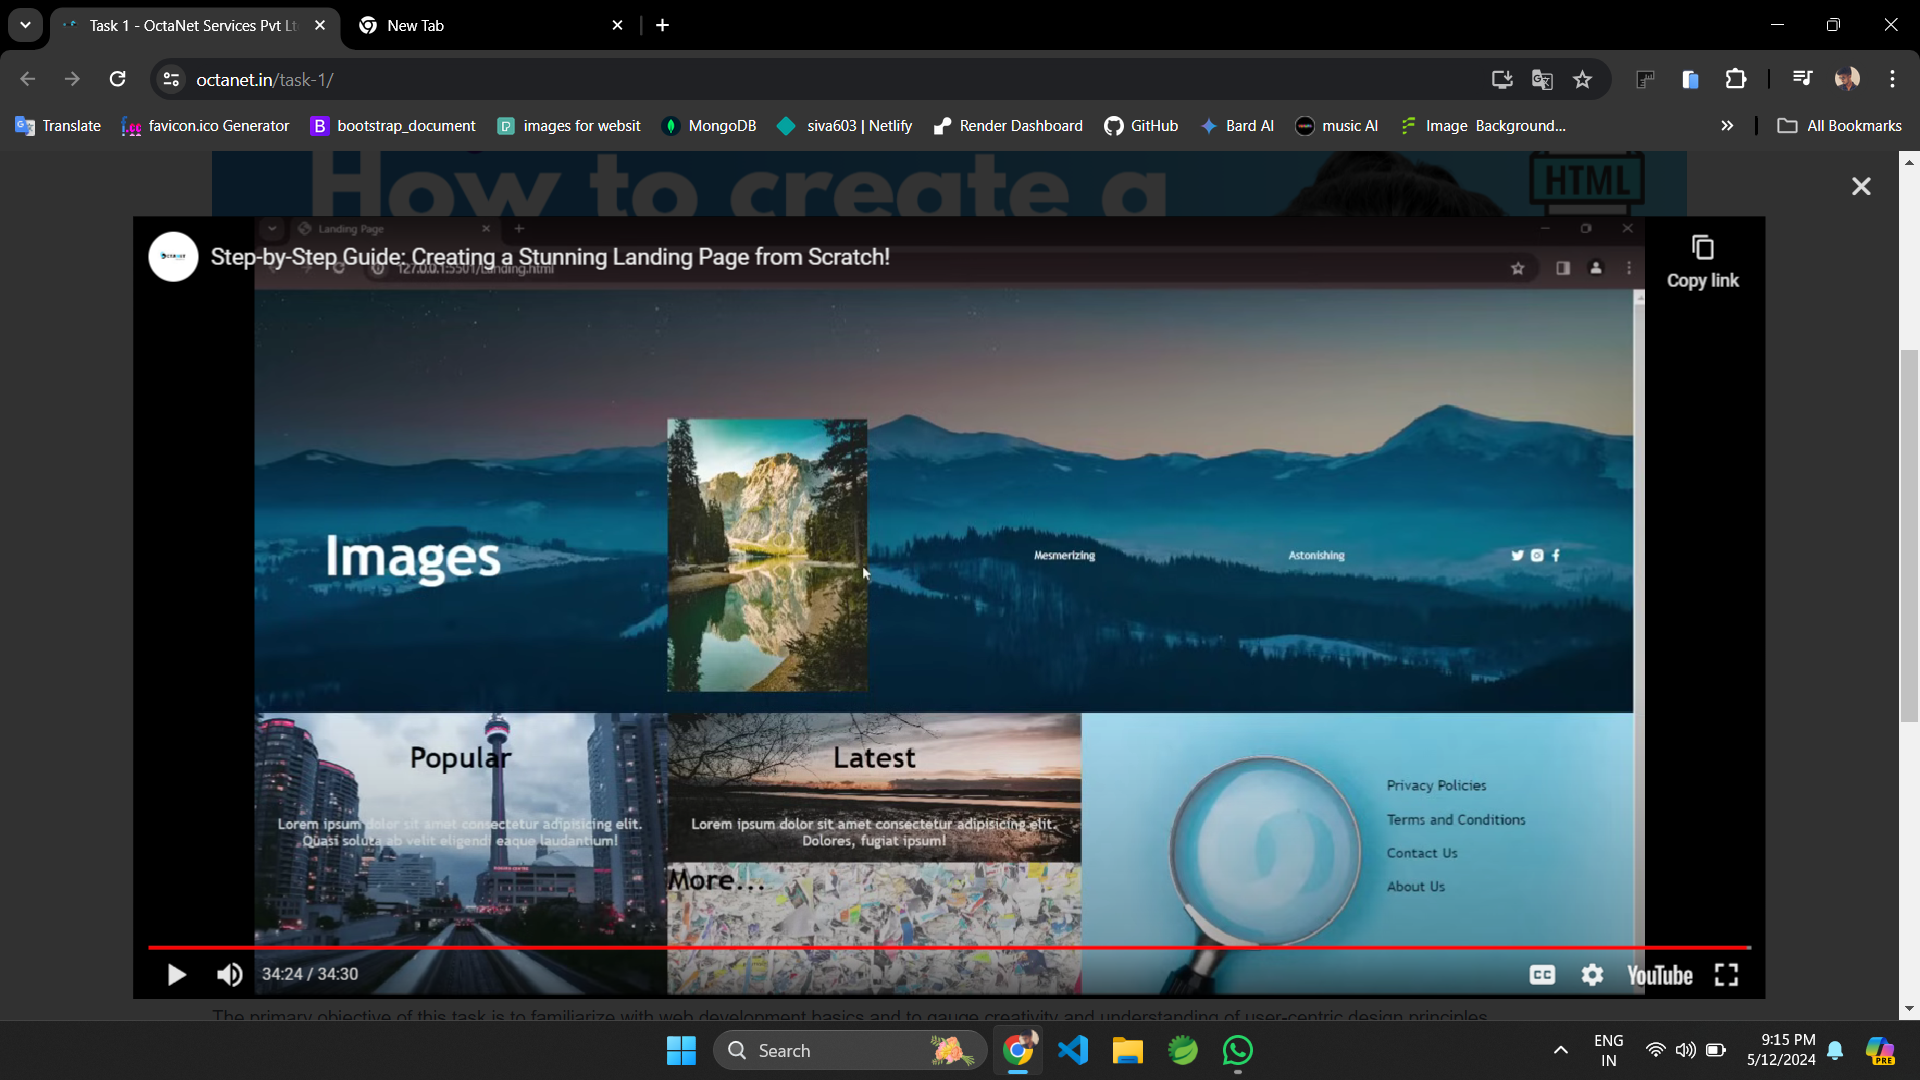 Task 1 - OctaNet Services Pvt Lt
New Tab
octanet.in/task-1/
Translate
favicon.ico Generator
bootstrap_document
images for websit
MongoDB
siva603 | Netlify
Render Dashboard
GitHub
Bard AI
music AI
Image Background...
All Bookmarks
How to create a
HTML
Landing Page
Step-by-Step Guide: Creating a Stunning Landing Page from Scratch!
127.0.0.1:5501/Landing.html
Copy link
Images
Mesmerizing
Astonishing
Popular
Lorem ipsum dolor sit amet consectetur adipisicing elit.
Quasi soluta ab velit eligendi eaque laudantium!
Latest
Lorem ipsum dolor sit amet consectetur adipisicing elit.
Dolores, fugiat ipsum!
More...
Privacy Policies
Terms and Conditions
Contact Us
About Us
34:24 / 34:30
CC
YouTube
The primary objective of this task is to familiarize with web development basics and to gauge creativity and understanding of user-centric design principles
Search
ENG
IN
9:15 PM
5/12/2024
PRE